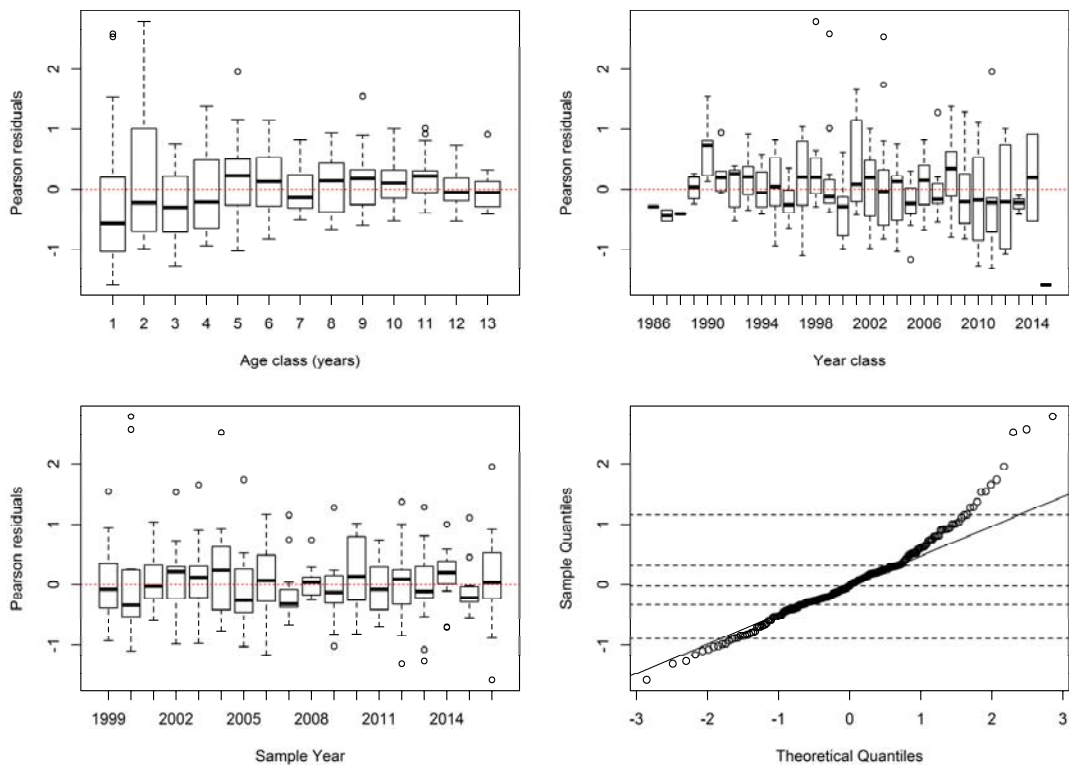 Pearson residuals
2
1
0
-1
1 2 3 4 5 6 7 8 9 10 11 12 13
Age class (years)
Pearson residuals
2
1
0
-1
1986 1990 1994 1998 2002 2006 2010 2014
Year class
Pearson residuals
2
1
0
-1
1999 2002 2005 2008 2011 2014
Sample Year
Sample Quantiles
2
1
0
-1
-3 -2 -1 0 1 2 3
Theoretical Quantiles